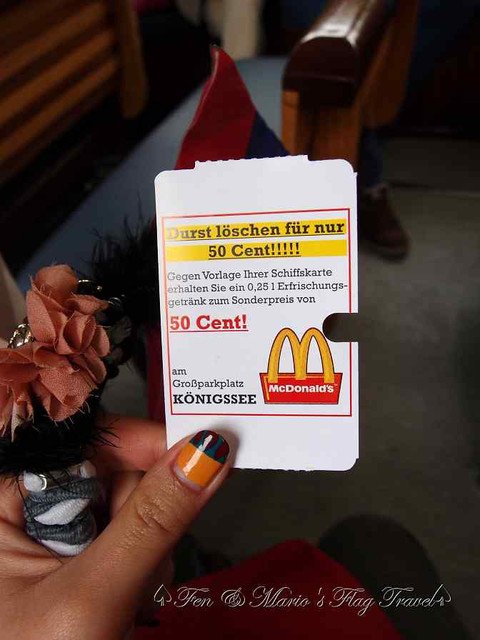 Durst löschen für nur
50 Cent!!!!!
Gegen Vorlage Ihrer Schiffskarte
erhalten Sie ein 0,25 l Erfrischungs-
getränk zum Sonderpreis von
50 Cent!
am
Großparkplatz
KÖNIGSSEE
McDonald's
Fen & Mario's Flag Travel